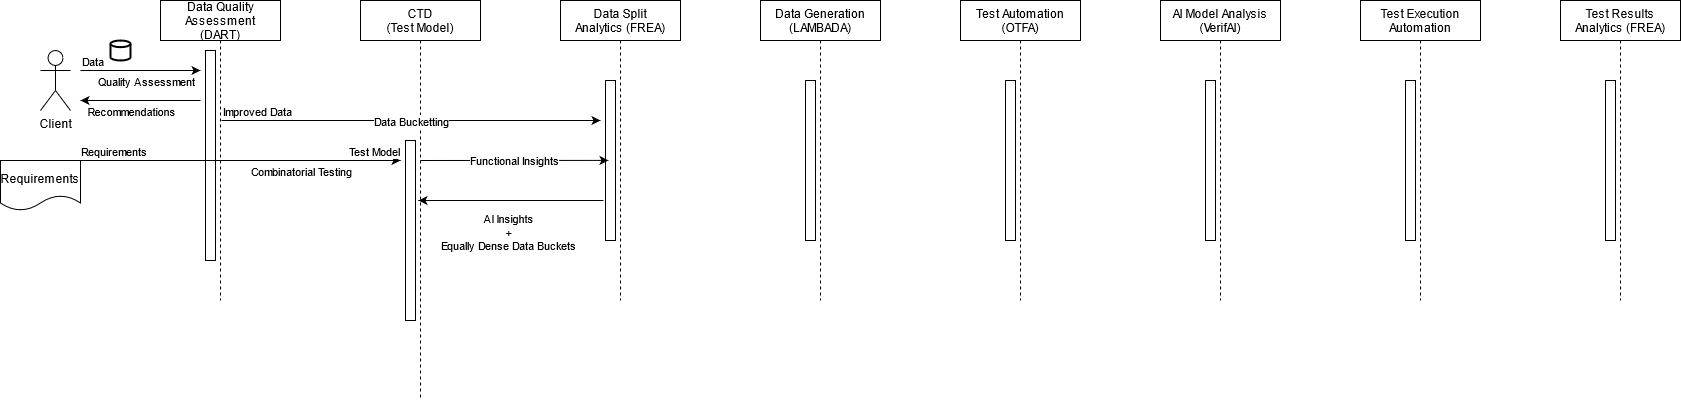 Data Quality
Assessment
(DART)
CTD
(Test Model)
Data Split
Analytics (FREA)
Data Generation
(LAMBADA)
Test Automation
(OTFA)
AI Model Analysis
(VerifAI)
Test Execution
Automation
Test Results
Analytics (FREA)
Data
Quality Assessment
Recommendations
Client
Improved Data
Data Bucketting
Requirements
Test Model
Functional Insights
Combinatorial Testing
Requirements
AI Insights
+
Equally Dense Data Buckets